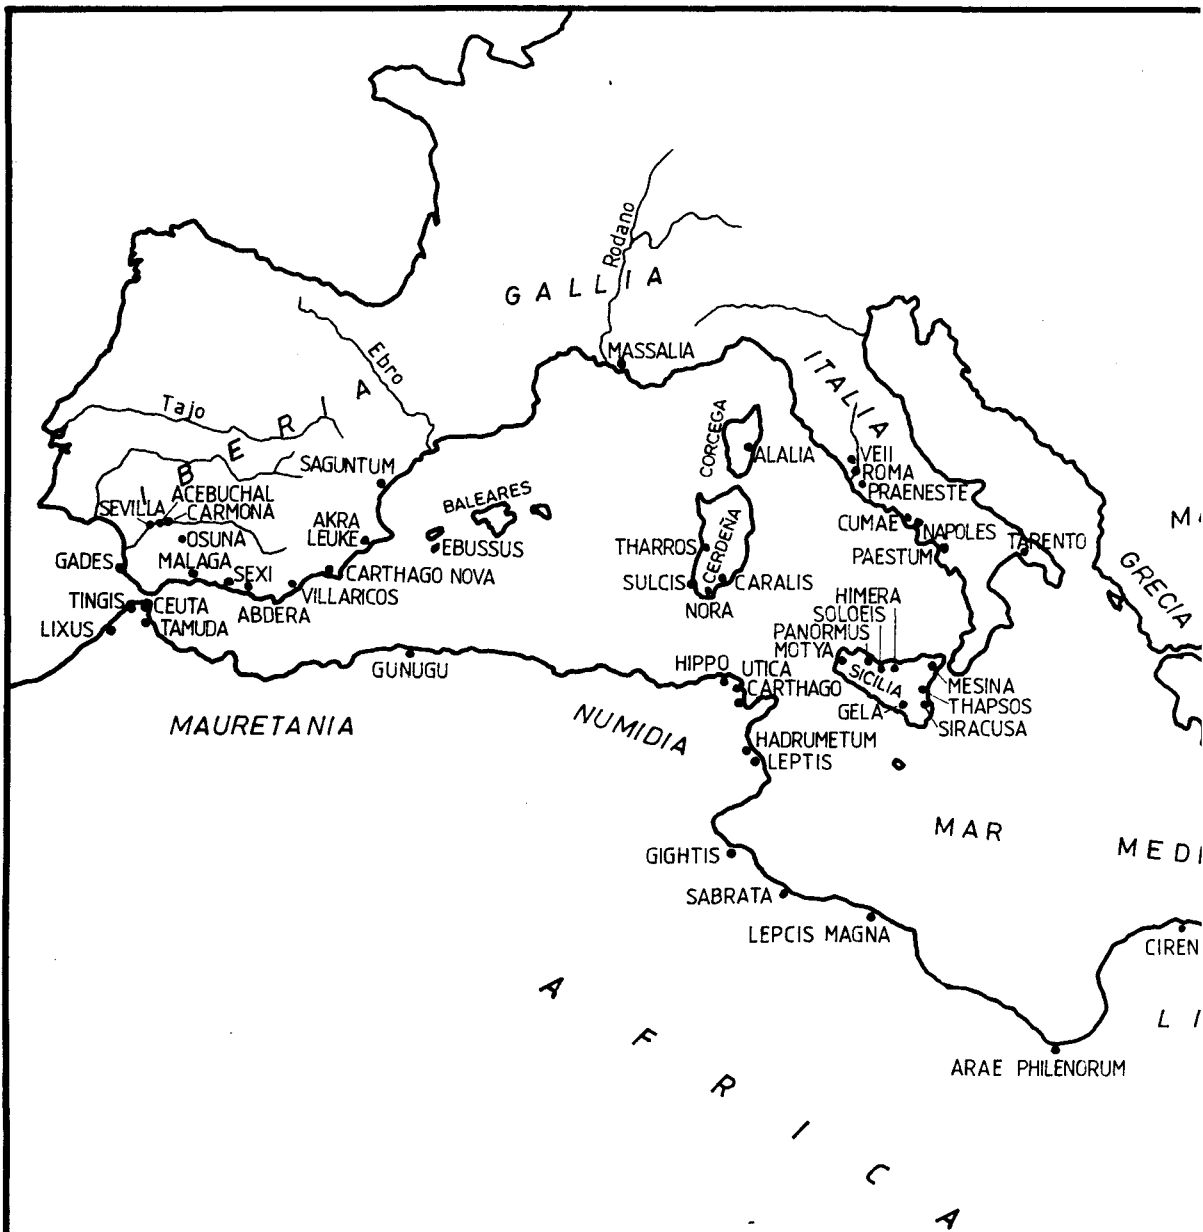 Rodano
GALLIA
MASSALIA
ITALIA
Ebro
Tajo
IBERIA
CORCEGA
ALALIA
VEII
ROMA
PRAENESTE
SAGUNTUM
BALEARES
ACEBUCHAL
SEVILLA
CARMONA
OSUNA
AKRA
LEUKE
EBUSSUS
THARROS
CERDEÑA
CUMAE
NAPOLES
PAESTUM
TARENTO
GRECIA
GADES
MALAGA
SEXI
CARTHAGO NOVA
VILLARICOS
ABDERA
SULCIS
CARALIS
NORA
TINGIS
CEUTA
LIXUS
TAMUDA
HIMERA
SOLOEIS
PANORMUS
MOTYA
GUNUGU
HIPPO
UTICA
CARTHAGO
SICILIA
MESINA
THAPSOS
GELA
SIRACUSA
MAURETANIA
NUMIDIA
HADRUMETUM
LEPTIS
MAR
MEDI
GIGHTIS
SABRATA
LEPCIS MAGNA
CIREN
LI
ARAE PHILENORUM
AFRICA